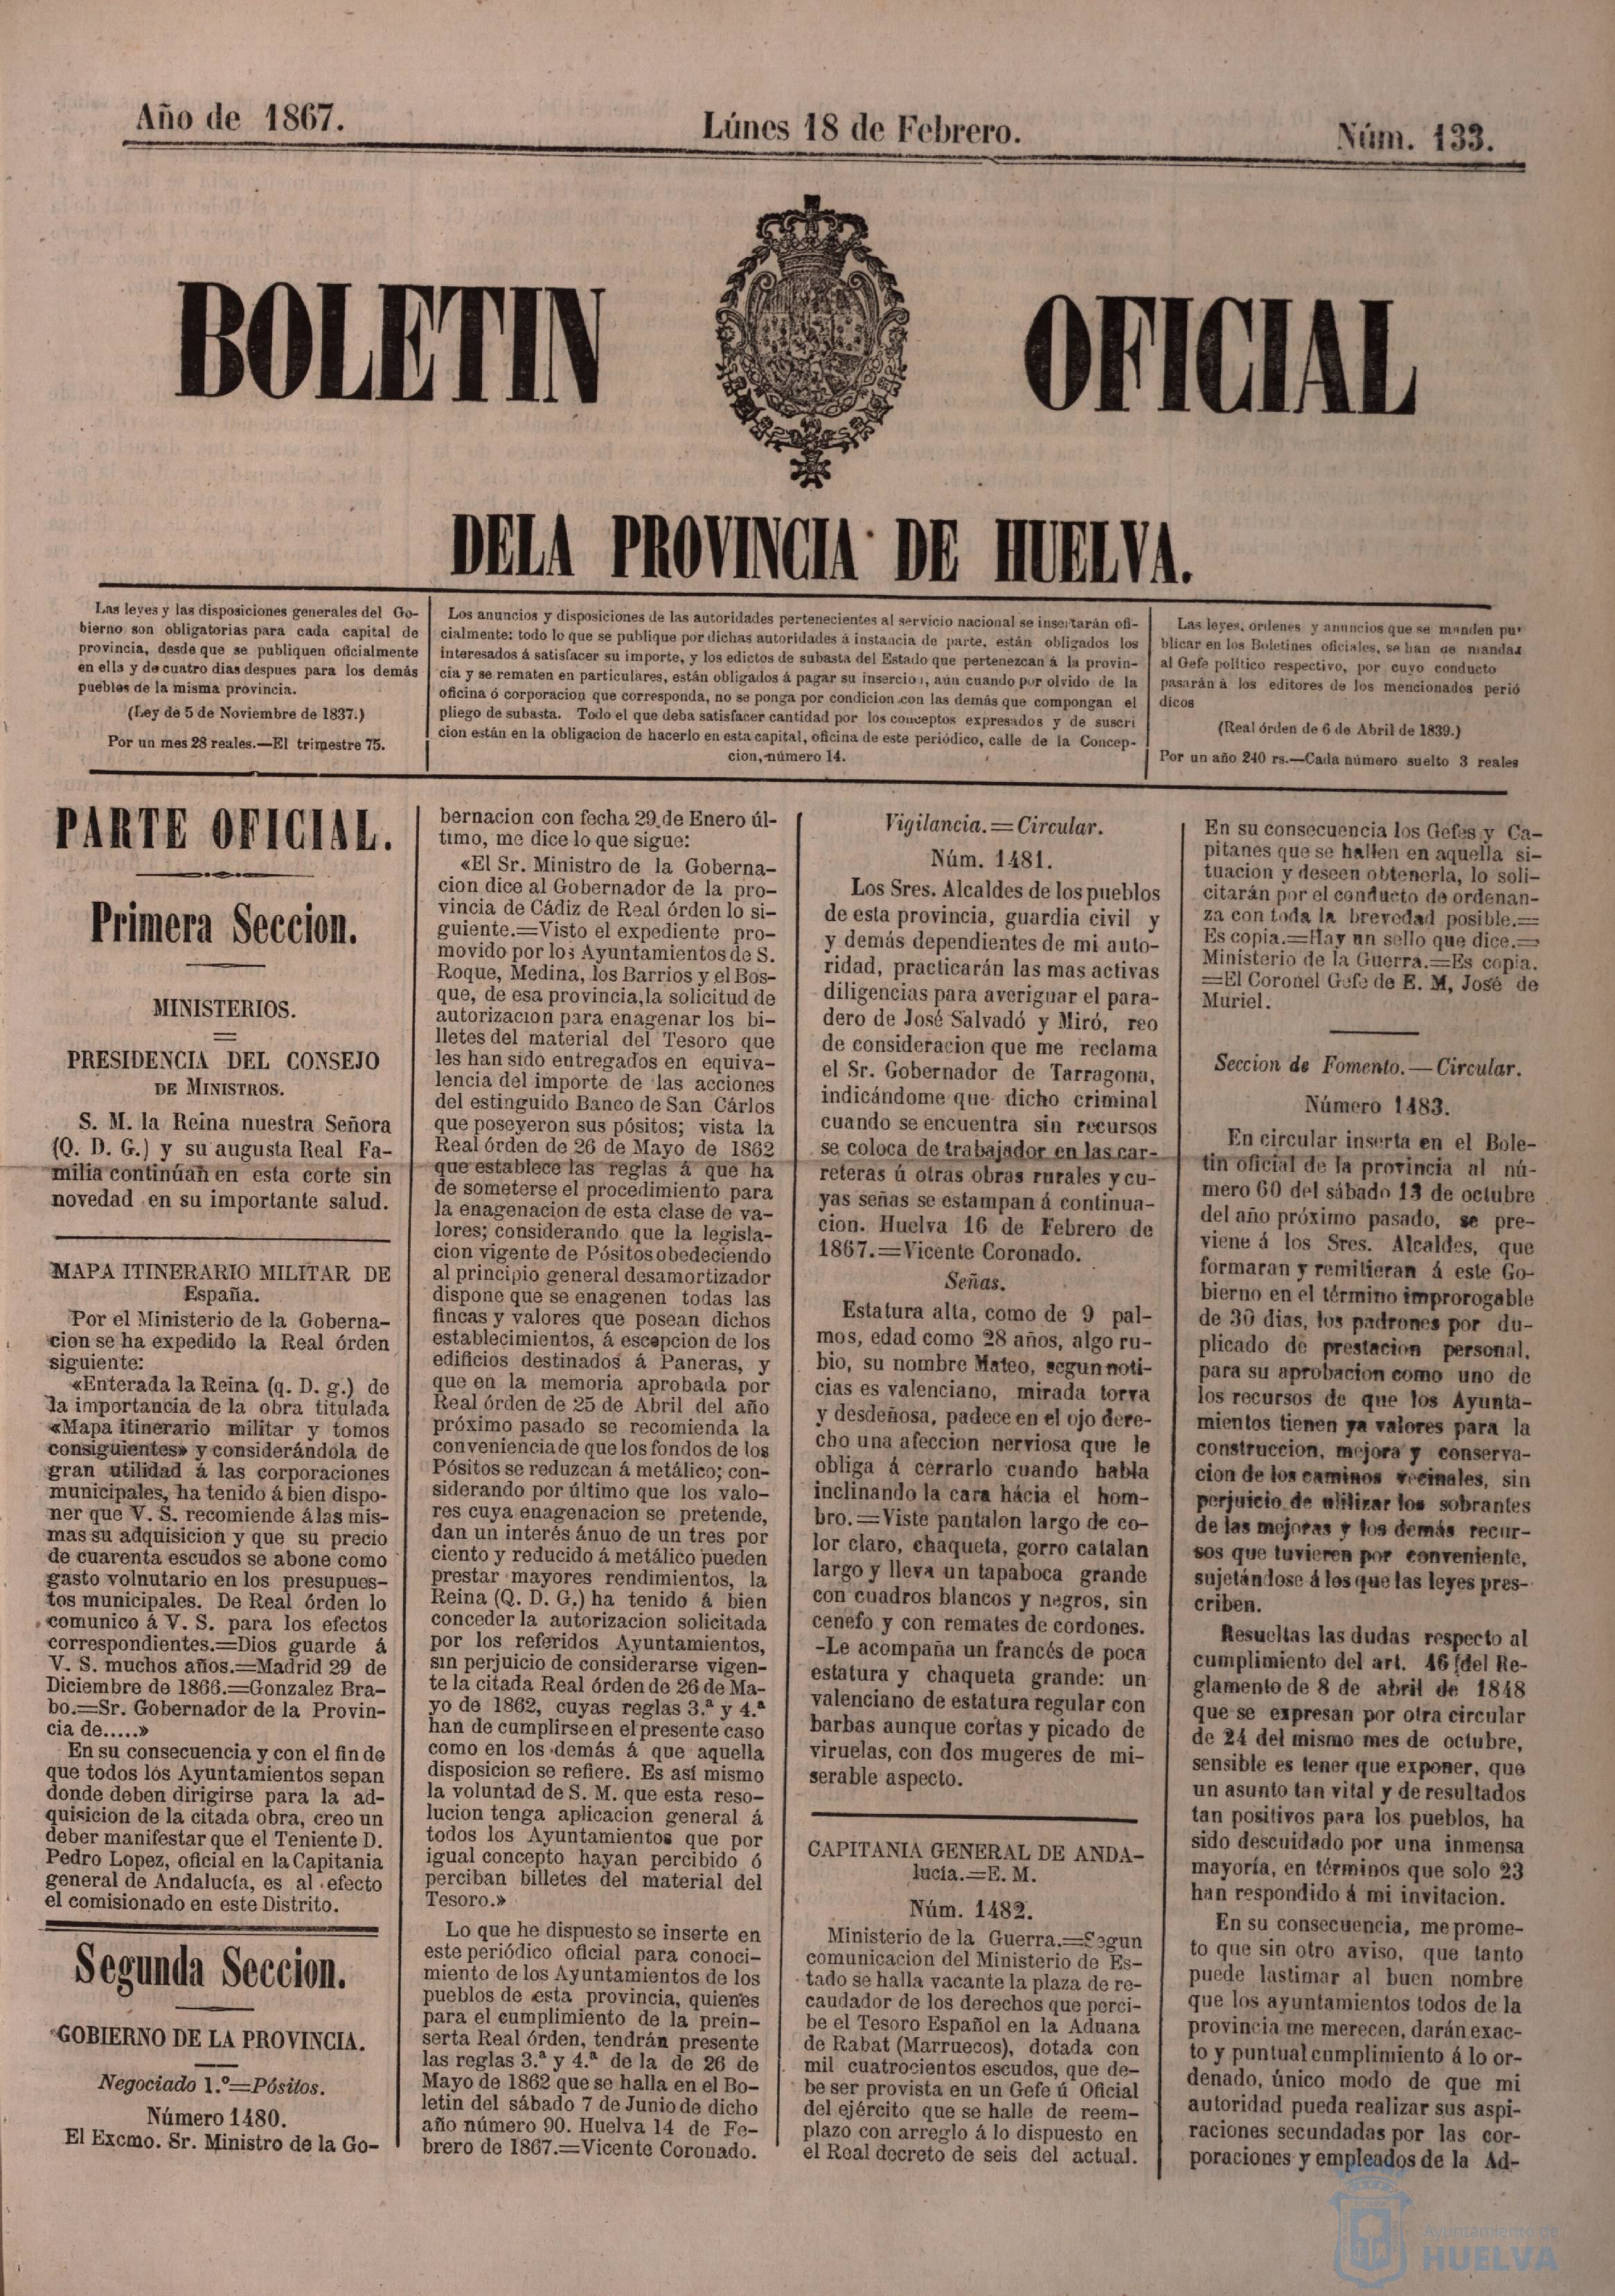 Año de 1867.
Lúnes 18 de Febrero.
Núm. 133.
BOLETIN OFICIAL
DELA PROVINCIA DE HUELVA.
Las leyes y las disposiciones generales del Go-
bierno son obligatorias para cada capital de
provincia, desde que se publiquen oficialmente
en ella y de cuatro dias despues para los demás
pueblos de la misma provincia.
(Ley de 5 de Noviembre de 1837.)
Por un mes 28 reales.—El trimestre 75.
Los anuncios y disposiciones de las autoridades pertenecientes al servicio nacional se insertarán ofi-
cialmente: todo lo que se publique por dichas autoridades á instancia de parte, están obligados los
interesados á satisfacer su importe, y los edictos de subasta del Estado que pertenezcan á la provin-
cia y se rematen en particulares, están obligados á pagar su insercion, aún cuando por olvido de la
oficina ó corporacion que corresponda, no se ponga por condicion con las demás que compongan el
pliego de subasta. Todo el que deba satisfacer cantidad por los conceptos expresados y de suscri
cion están en la obligacion de hacerlo en esta capital, oficina de este periódico, calle de la Concep-
cion, número 14.
Las leyes, ordenes y anuncios que se manden pu
blicar en los Boletines oficiales, se han de mandar
al Gefe político respectivo, por cuyo conducto
pasarán à los editores de los mencionados perió
dicos
(Real órden de 6 de Abril de 1839.)
Por un año 240 rs.—Cada número suelto 3 reales
PARTE OFICIAL.
Primera Seccion.
MINISTERIOS.
PRESIDENCIA DEL CONSEJO
DE MINISTROS.
S. M. la Reina nuestra Señora
(Q. D. G.) y su augusta Real Fa-
milia continúan en esta corte sin
novedad en su importante salud.
MAPA ITINERARIO MILITAR DE
España.
Por el Ministerio de la Goberna-
cion se ha expedido la Real órden
siguiente:
«Enterada la Reina (q. D. g.) de
la importancia de la obra titulada
«Mapa itinerario militar y tomos
consiguientes» y considerándola de
gran utilidad á las corporaciones
municipales, ha tenido á bien dispo-
ner que V. S. recomiende álas mis-
mas su adquisicion y que su precio
de cuarenta escudos se abone como
gasto volnutario en los presupues-
tos municipales. De Real órden lo
comunico á V. S. para los efectos
correspondientes.=Dios guarde á
V. S. muchos años.=Madrid 29 de
Diciembre de 1866.=Gonzalez Bra-
bo.=Sr. Gobernador de la Provin-
cia de.....»
En su consecuencia y con el fin de
que todos los Ayuntamientos sepan
donde deben dirigirse para la ad-
quisicion de la citada obra, creo un
deber manifestar que el Teniente D.
Pedro Lopez, oficial en la Capitania
general de Andalucía, es al efecto
el comisionado en este Distrito.
Segunda Seccion.
GOBIERNO DE LA PROVINCIA.
Negociado 1.º=Pósitos.
Número 1480.
El Excmo. Sr. Ministro de la Go-
bernacion con fecha 29 de Enero úl-
timo, me dice lo que sigue:
«El Sr. Ministro de la Goberna-
cion dice al Gobernador de la pro-
vincia de Cádiz de Real órden lo si-
guiente.=Visto el expediente pro-
movido por los Ayuntamientos de S.
Roque, Medina, los Barrios y el Bos-
que, de esa provincia, la solicitud de
autorizacion para enagenar los bi-
lletes del material del Tesoro que
les han sido entregados en equiva-
lencia del importe de las acciones
del estinguido Banco de San Cárlos
que poseyeron sus pósitos; vista la
Real órden de 26 de Mayo de 1862
que establece las reglas á que ha
de someterse el procedimiento para
la enagenacion de esta clase de va-
lores; considerando que la legisla-
cion vigente de Pósitos obedeciendo
al principio general desamortizador
dispone que se enagenen todas las
fincas y valores que posean dichos
establecimientos, á escepcion de los
edificios destinados á Paneras, y
que en la memoria aprobada por
Real órden de 25 de Abril del año
próximo pasado se recomienda la
conveniencia de que los fondos de los
Pósitos se reduzcan á metálico; con-
siderando por último que los valo-
res cuya enagenacion se pretende,
dan un interés ánuo de un tres por
ciento y reducido á metálico pueden
prestar mayores rendimientos, la
Reina (Q. D. G.) ha tenido á bien
conceder la autorizacion solicitada
por los referidos Ayuntamientos,
sin perjuicio de considerarse vigen-
te la citada Real órden de 26 de Ma-
yo de 1862, cuyas reglas 3.ª y 4.ª
han de cumplirse en el presente caso
como en los demás á que aquella
disposicion se refiere. Es así mismo
la voluntad de S. M. que esta reso-
lucion tenga aplicacion general á
todos los Ayuntamientos que por
igual concepto hayan percibido ó
perciban billetes del material del
Tesoro.»
Lo que he dispuesto se inserte en
este periódico oficial para conoci-
miento de los Ayuntamientos de los
pueblos de esta provincia, quienes
para el cumplimiento de la prein-
serta Real órden, tendrán presente
las reglas 3.ª y 4.ª de la de 26 de
Mayo de 1862 que se halla en el Bo-
letin del sábado 7 de Junio de dicho
año número 90. Huelva 14 de Fe-
brero de 1867.=Vicente Coronado.
Vigilancia.=Circular.
Núm. 1481.
Los Sres. Alcaldes de los pueblos
de esta provincia, guardia civil y
y demás dependientes de mi auto-
ridad, practicarán las mas activas
diligencias para averiguar el para-
dero de José Salvadó y Miró, reo
de consideracion que me reclama
el Sr. Gobernador de Tarragona,
indicándome que dicho criminal
cuando se encuentra sin recursos
se coloca de trabajador en las car-
reteras ú otras obras rurales y cu-
yas señas se estampan á continua-
cion. Huelva 16 de Febrero de
1867.=Vicente Coronado.
Señas.
Estatura alta, como de 9 pal-
mos, edad como 28 años, algo ru-
bio, su nombre Mateo, segun noti-
cias es valenciano, mirada torva
y desdeñosa, padece en el ojo dere-
cho una afeccion nerviosa que le
obliga á cerrarlo cuando habla
inclinando la cara hácia el hom-
bro.=Viste pantalon largo de co-
lor claro, chaqueta, gorro catalan
largo y lleva un tapaboca grande
con cuadros blancos y negros, sin
cenefo y con remates de cordones.
-Le acompaña un francés de poca
estatura y chaqueta grande: un
valenciano de estatura regular con
barbas aunque cortas y picado de
viruelas, con dos mugeres de mi-
serable aspecto.
CAPITANIA GENERAL DE ANDA-
lucía.=E. M.
Núm. 1482.
Ministerio de la Guerra.=Segun
comunicacion del Ministerio de Es-
tado se halla vacante la plaza de re-
caudador de los derechos que perci-
be el Tesoro Español en la Aduana
de Rabat (Marruecos), dotada con
mil cuatrocientos escudos, que de-
be ser provista en un Gefe ú Oficial
del ejército que se halle de reem-
plazo con arreglo á lo dispuesto en
el Real decreto de seis del actual.
En su consecuencia los Gefes y Ca-
pitanes que se hallen en aquella si-
tuacion y deseen obtenerla, lo soli-
citarán por el conducto de ordenan-
za con toda la brevedad posible.=
Es copia.=Hay un sello que dice.=
Ministerio de la Guerra.=Es copia.
=El Coronel Gefe de E. M, José de
Muriel.
Seccion de Fomento.—Circular.
Número 1483.
En circular inserta en el Bole-
tin oficial de la provincia al nú-
mero 60 del sábado 13 de octubre
del año próximo pasado, se pre-
viene á los Sres. Alcaldes, que
formaran y remitieran á este Go-
bierno en el término improrogable
de 30 dias, los padrones por du-
plicado de prestacion personal,
para su aprobacion como uno de
los recursos de que los Ayunta-
mientos tienen ya valores para la
construccion, mejora y conserva-
cion de los caminos vecinales, sin
perjuicio de utilizar los sobrantes
de las mejoras y los demás recur-
sos que tuvieren por conveniente,
sujetándose á los que las leyes pres-
criben.
Resueltas las dudas respecto al
cumplimiento del art. 46 del Re-
glamento de 8 de abril de 1848
que se expresan por otra circular
de 24 del mismo mes de octubre,
sensible es tener que exponer, que
un asunto tan vital y de resultados
tan positivos para los pueblos, ha
sido descuidado por una inmensa
mayoría, en términos que solo 23
han respondido á mi invitacion.
En su consecuencia, me prome-
to que sin otro aviso, que tanto
puede lastimar al buen nombre
que los ayuntamientos todos de la
provincia me merecen, darán exac-
to y puntual cumplimiento á lo or-
denado, único modo de que mi
autoridad pueda realizar sus aspi-
raciones secundadas por las cor-
poraciones y empleados de la Ad-
Ayuntamiento de
HUELVA